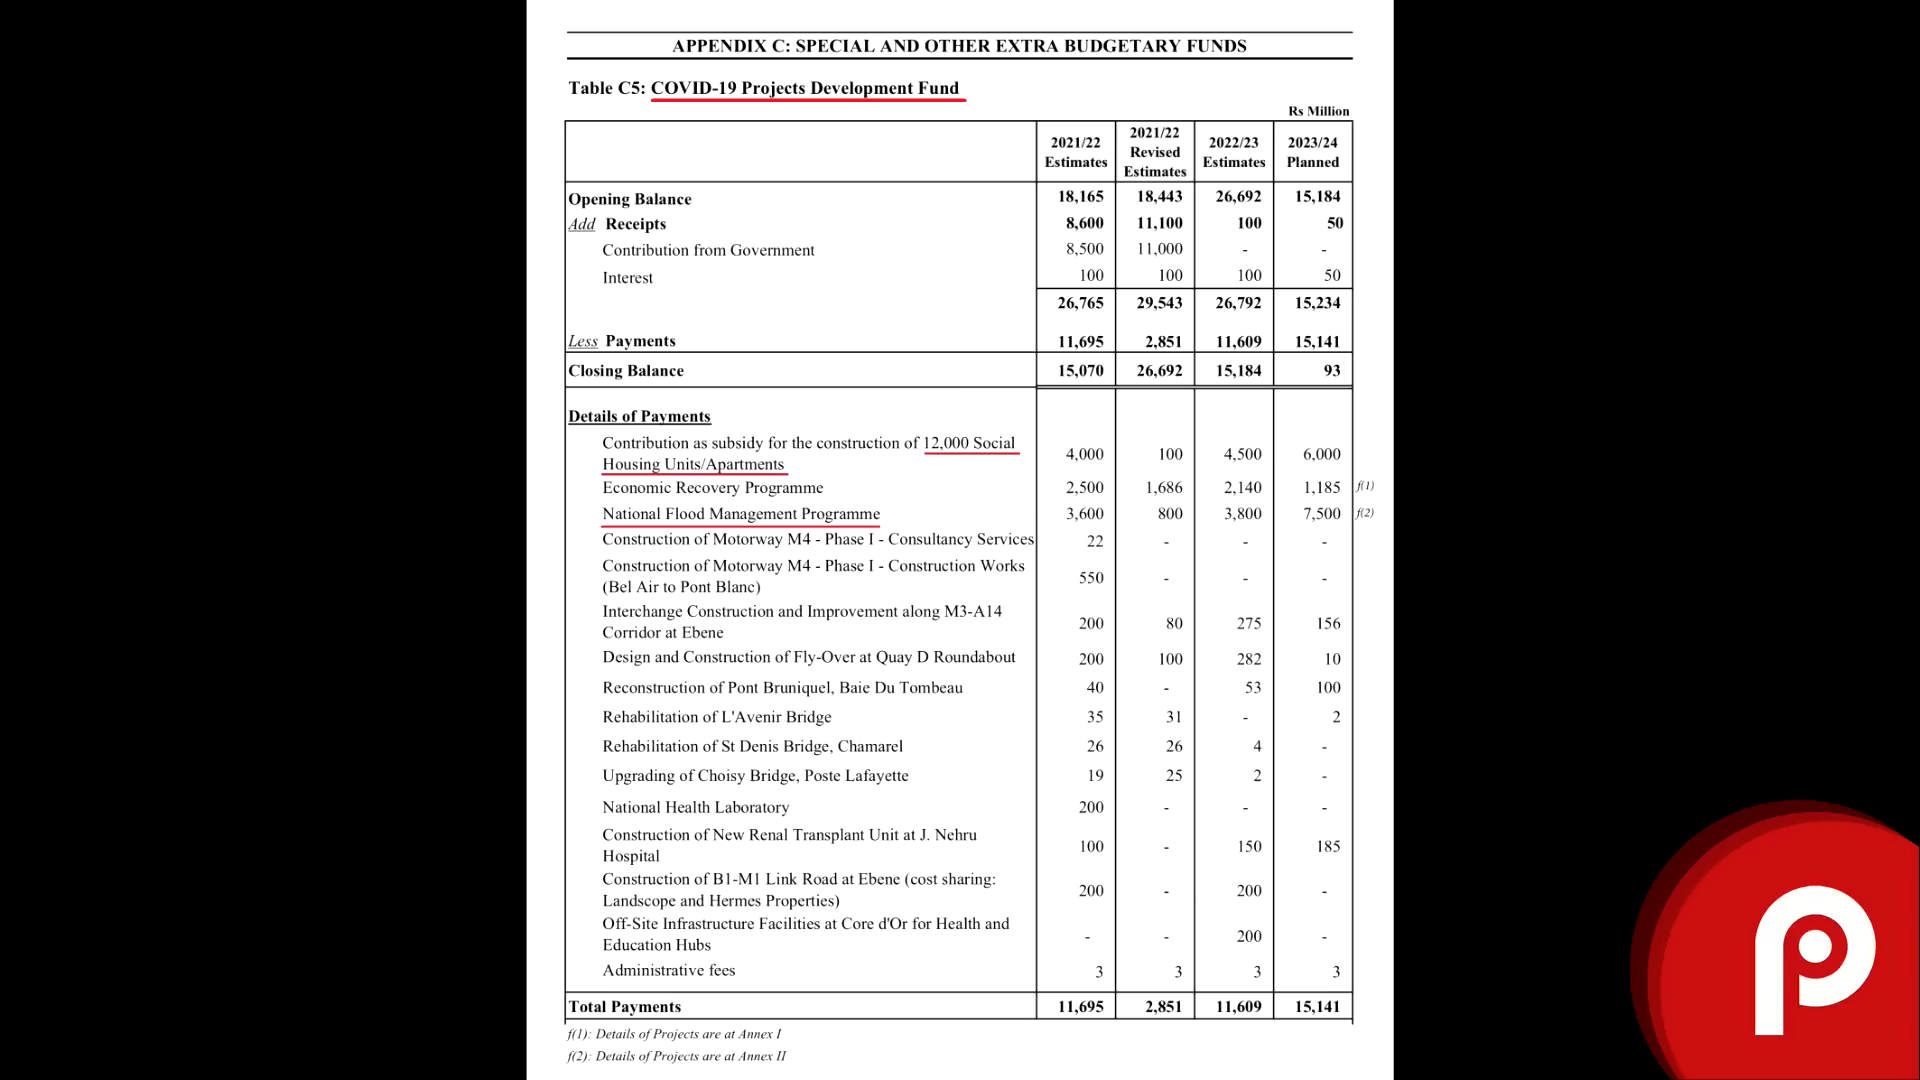 APPENDIX C: SPECIAL AND OTHER EXTRA BUDGETARY FUNDS
Table C5: COVID-19 Projects Development Fund
Rs Million
2021/22 Estimates 2021/22 Revised Estimates 2022/23 Estimates 2023/24 Planned
Opening Balance 18,165 18,443 26,692 15,184
Add Receipts 8,600 11,100 100 50
Contribution from Government 8,500 11,000 - -
Interest 100 100 100 50
26,765 29,543 26,792 15,234
Less Payments 11,695 2,851 11,609 15,141
Closing Balance 15,070 26,692 15,184 93
Details of Payments
Contribution as subsidy for the construction of 12,000 Social
Housing Units/Apartments 4,000 100 4,500 6,000
Economic Recovery Programme 2,500 1,686 2,140 1,185 f(1)
National Flood Management Programme 3,600 800 3,800 7,500 f(2)
Construction of Motorway M4 - Phase I - Consultancy Services 22 - - -
Construction of Motorway M4 - Phase I - Construction Works
(Bel Air to Pont Blanc) 550 - - -
Interchange Construction and Improvement along M3-A14
Corridor at Ebene 200 80 275 156
Design and Construction of Fly-Over at Quay D Roundabout 200 100 282 10
Reconstruction of Pont Bruniquel, Baie Du Tombeau 40 - 53 100
Rehabilitation of L'Avenir Bridge 35 31 - 2
Rehabilitation of St Denis Bridge, Chamarel 26 26 4 -
Upgrading of Choisy Bridge, Poste Lafayette 19 25 2 -
National Health Laboratory 200 - - -
Construction of New Renal Transplant Unit at J. Nehru
Hospital 100 - 150 185
Construction of B1-M1 Link Road at Ebene (cost sharing:
Landscope and Hermes Properties) 200 - 200 -
Off-Site Infrastructure Facilities at Core d'Or for Health and
Education Hubs - - 200 -
Administrative fees 3 3 3 3
Total Payments 11,695 2,851 11,609 15,141
f(1): Details of Projects are at Annex I
f(2): Details of Projects are at Annex II